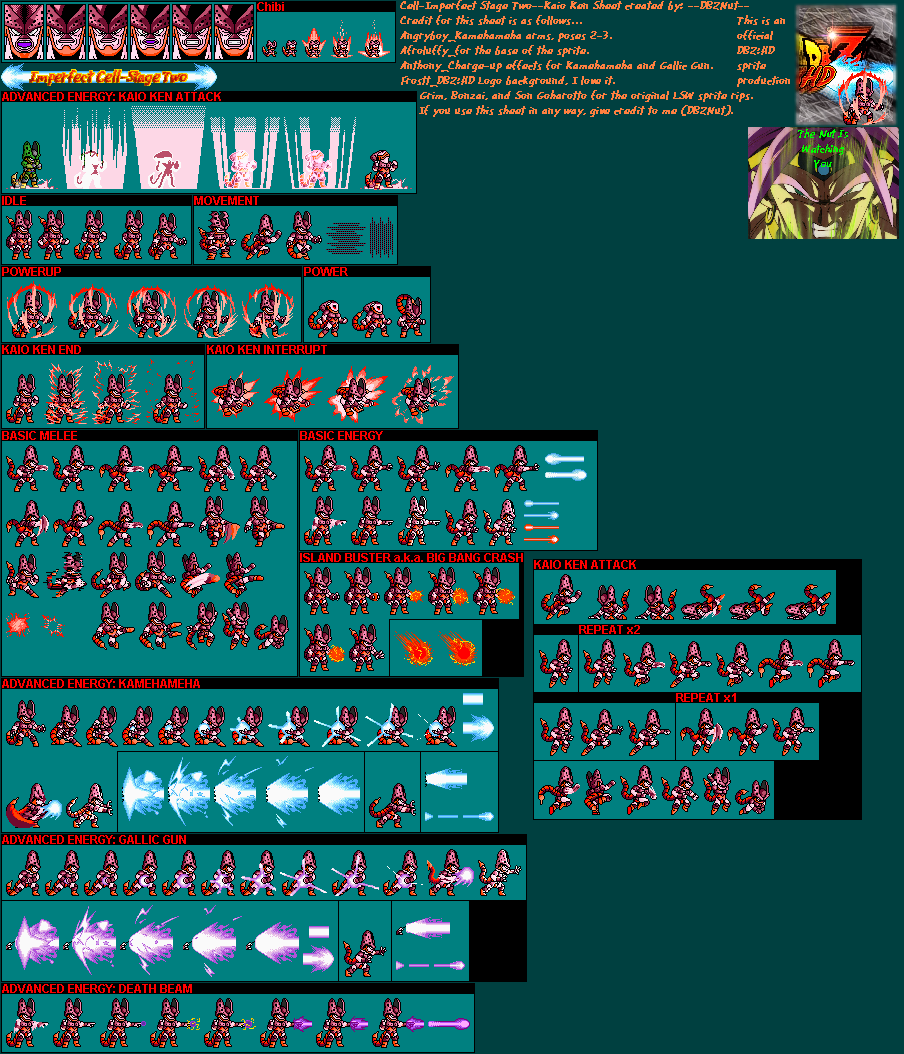 Chibi
Cell-Imperfect Stage Two--Kaio Ken Sheet created by: --DBZNut--
Credit for this sheet is as follows...
Angryboy_Kamehameha arms, poses 2-3.
Afroluffy_for the base of the sprite.
Anthony_Charge-up effects for Kamehameha and Gallic Gun.
Frostt_DBZ:HD Logo background, I love it.
Grim, Bonzai, and Son Goharotto for the original LSW sprite rips.
If you use this sheet in any way, give credit to me (DBZNut).
This is an
official
DBZ:HD
sprite
production
DBZ
HD
The Nut Is
Watching
You
Imperfect Cell-Stage Two
ADVANCED ENERGY: KAIO KEN ATTACK
IDLE
MOVEMENT
POWERUP
POWER
KAIO KEN END
KAIO KEN INTERRUPT
BASIC MELEE
BASIC ENERGY
ISLAND BUSTER a.k.a. BIG BANG CRASH
KAIO KEN ATTACK
REPEAT x2
REPEAT x1
ADVANCED ENERGY: KAMEHAMEHA
ADVANCED ENERGY: GALLIC GUN
ADVANCED ENERGY: DEATH BEAM